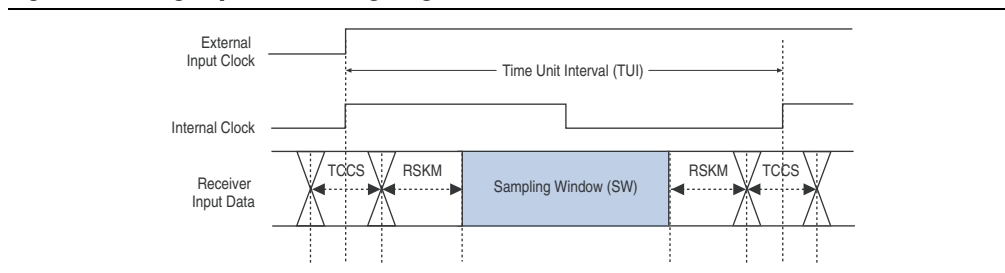 External
Input Clock
Time Unit Interval (TUI)
Internal Clock
Receiver
Input Data
TCCS
RSKM
Sampling Window (SW)
RSKM
TCCS